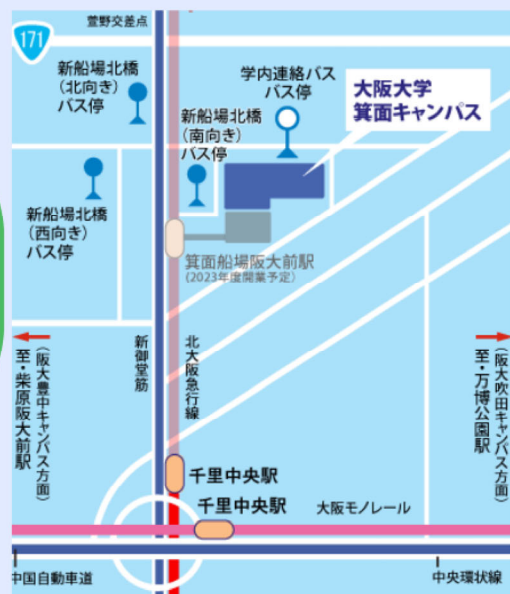 萱野交差点
171
新船場北橋
（北向き）
バス停
学内連絡バス
バス停
大阪大学
箕面キャンパス
新船場北橋
（南向き）
バス停
新船場北橋
（西向き）
バス停
箕面船場阪大前駅
（2023年度開業予定）
新御堂筋
北大阪急行線
（阪大豊中キャンパス方面）
至・柴原阪大前駅
（阪大吹田キャンパス方面）
至・万博公園駅
千里中央駅
千里中央駅
大阪モノレール
中国自動車道
中央環状線